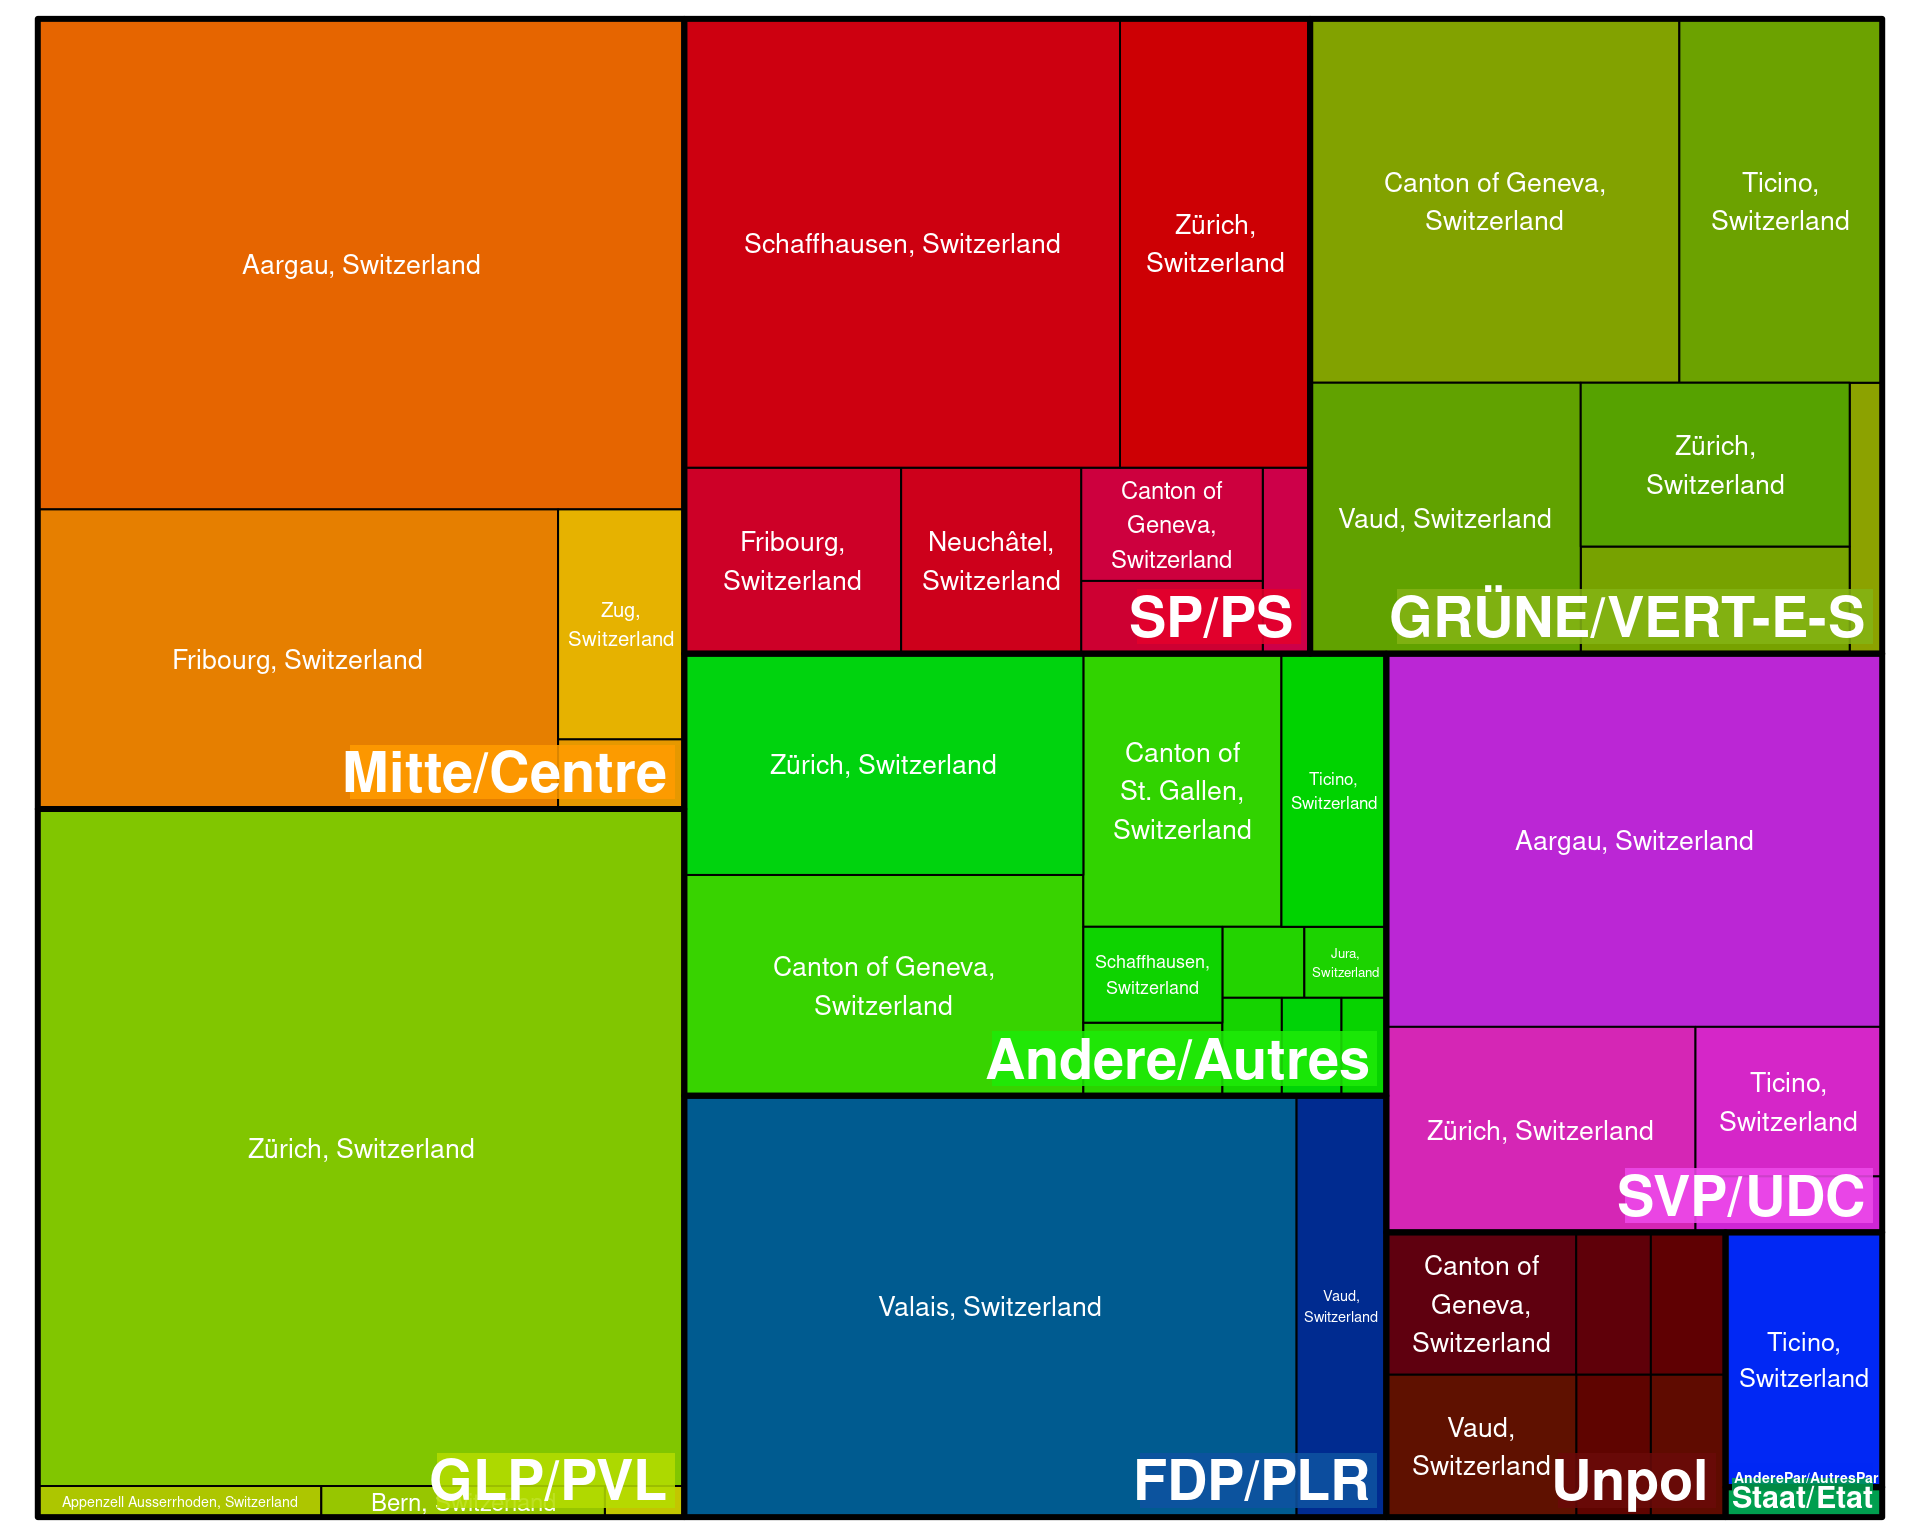 Aargau, Switzerland
Fribourg, Switzerland
Zug,
Switzerland
Mitte/Centre
Zürich, Switzerland
Appenzell Ausserrhoden, Switzerland
Bern, Switzerland
GLP/PVL
Schaffhausen, Switzerland
Zürich,
Switzerland
Fribourg,
Switzerland
Neuchâtel,
Switzerland
Canton of
Geneva,
Switzerland
SP/PS
Canton of Geneva,
Switzerland
Ticino,
Switzerland
Vaud, Switzerland
Zürich,
Switzerland
GRÜNE/VERT-E-S
Zürich, Switzerland
Canton of
St. Gallen,
Switzerland
Ticino,
Switzerland
Canton of Geneva,
Switzerland
Schaffhausen,
Switzerland
Jura,
Switzerland
Andere/Autres
Valais, Switzerland
Vaud,
Switzerland
FDP/PLR
Aargau, Switzerland
Zürich, Switzerland
Ticino,
Switzerland
SVP/UDC
Canton of
Geneva,
Switzerland
Vaud,
Switzerland
Unpol
Ticino,
Switzerland
AnderePar/AutresPar
Staat/Etat